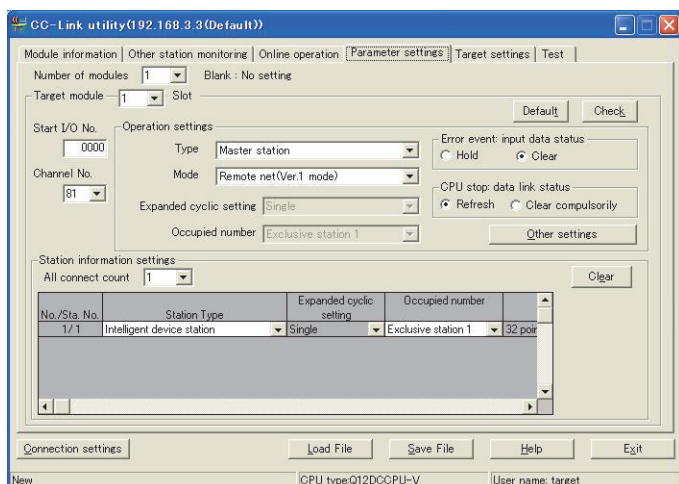 CC-Link utility(192.168.3.3(Default))
Module information Other station monitoring Online operation Parameter settings Target settings Test
Number of modules 1 Blank : No setting
Target module 1 Slot
Default Check
Start I/O No. Operation settings
0000 Type Master station
Error event: input data status
Hold Clear
Channel No. Mode Remote net(Ver.1 mode)
81
CPU stop: data link status
Expanded cyclic setting Single
Refresh Clear compulsorily
Occupied number Exclusive station 1
Other settings
Station information settings
All connect count 1 Clear
No./Sta. No. Station Type Expanded cyclic setting Occupied number
1/ 1 Intelligent device station Single Exclusive station 1 32 poin
Connection settings Load File Save File Help Exit
New CPU type:Q12DCCPU-V User name: target